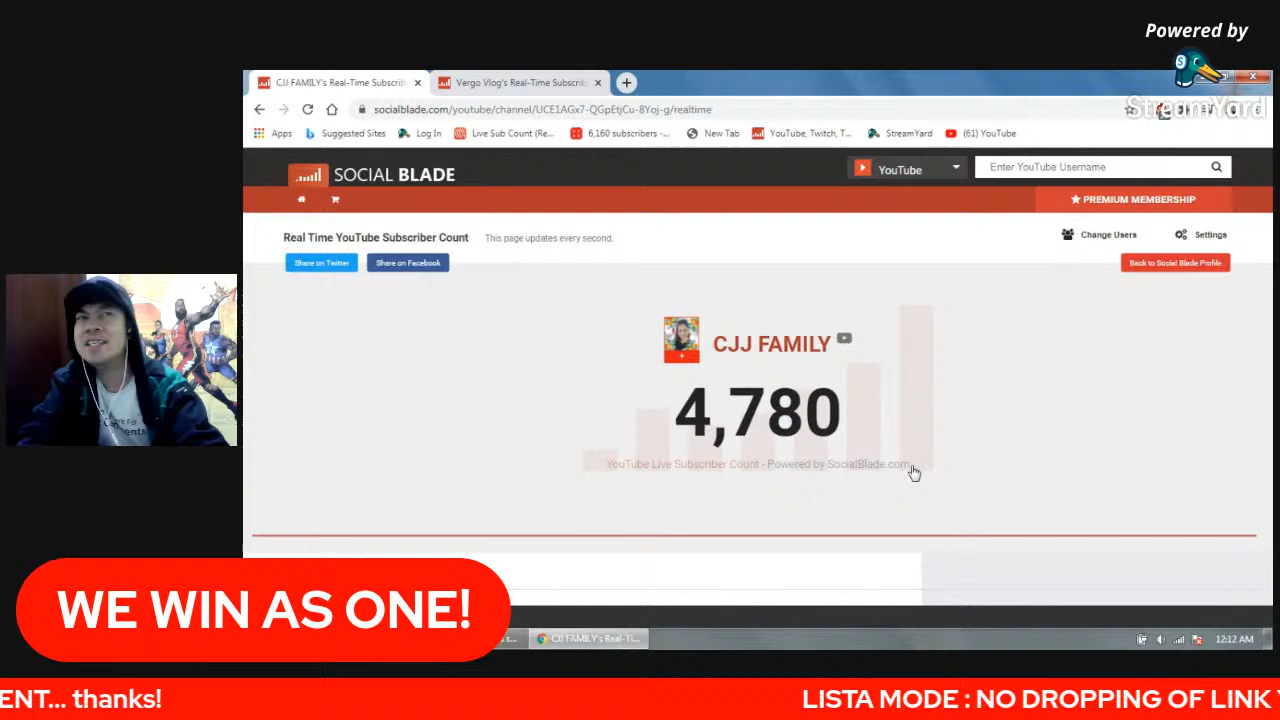 Powered by
StreamYard
CJJ FAMILY's Real-Time Subscrib
Vergo Vlog's Real-Time Subscrib
socialblade.com/youtube/channel/UCE1AGx7-QGpEtjCu-8Yoj-g/realtime
Apps Suggested Sites Log In Live Sub Count (Re... 6,160 subscribers -... New Tab YouTube, Twitch, T... StreamYard (61) YouTube
SOCIAL BLADE
YouTube
Enter YouTube Username
PREMIUM MEMBERSHIP
Real Time YouTube Subscriber Count This page updates every second.
Change Users Settings
Share on Twitter Share on Facebook
Back to Social Blade Profile
CJJ FAMILY
4,780
YouTube Live Subscriber Count - Powered by SocialBlade.com
WE WIN AS ONE!
CJJ FAMILY's Real-Ti...
12:12 AM
ENT... thanks!
LISTA MODE : NO DROPPING OF LINK